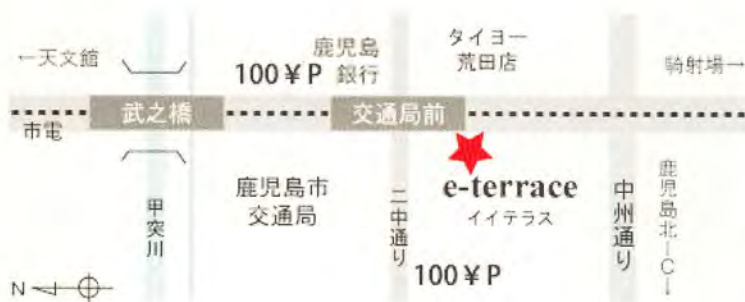 ←天文館
鹿児島
銀行
100¥P
タイヨー
荒田店
騎射場→
武之橋
交通局前
市電
甲突川
鹿児島市
交通局
二中通り
e-terrace
イイテラス
中州通り
鹿児島北IC→
100¥P
N